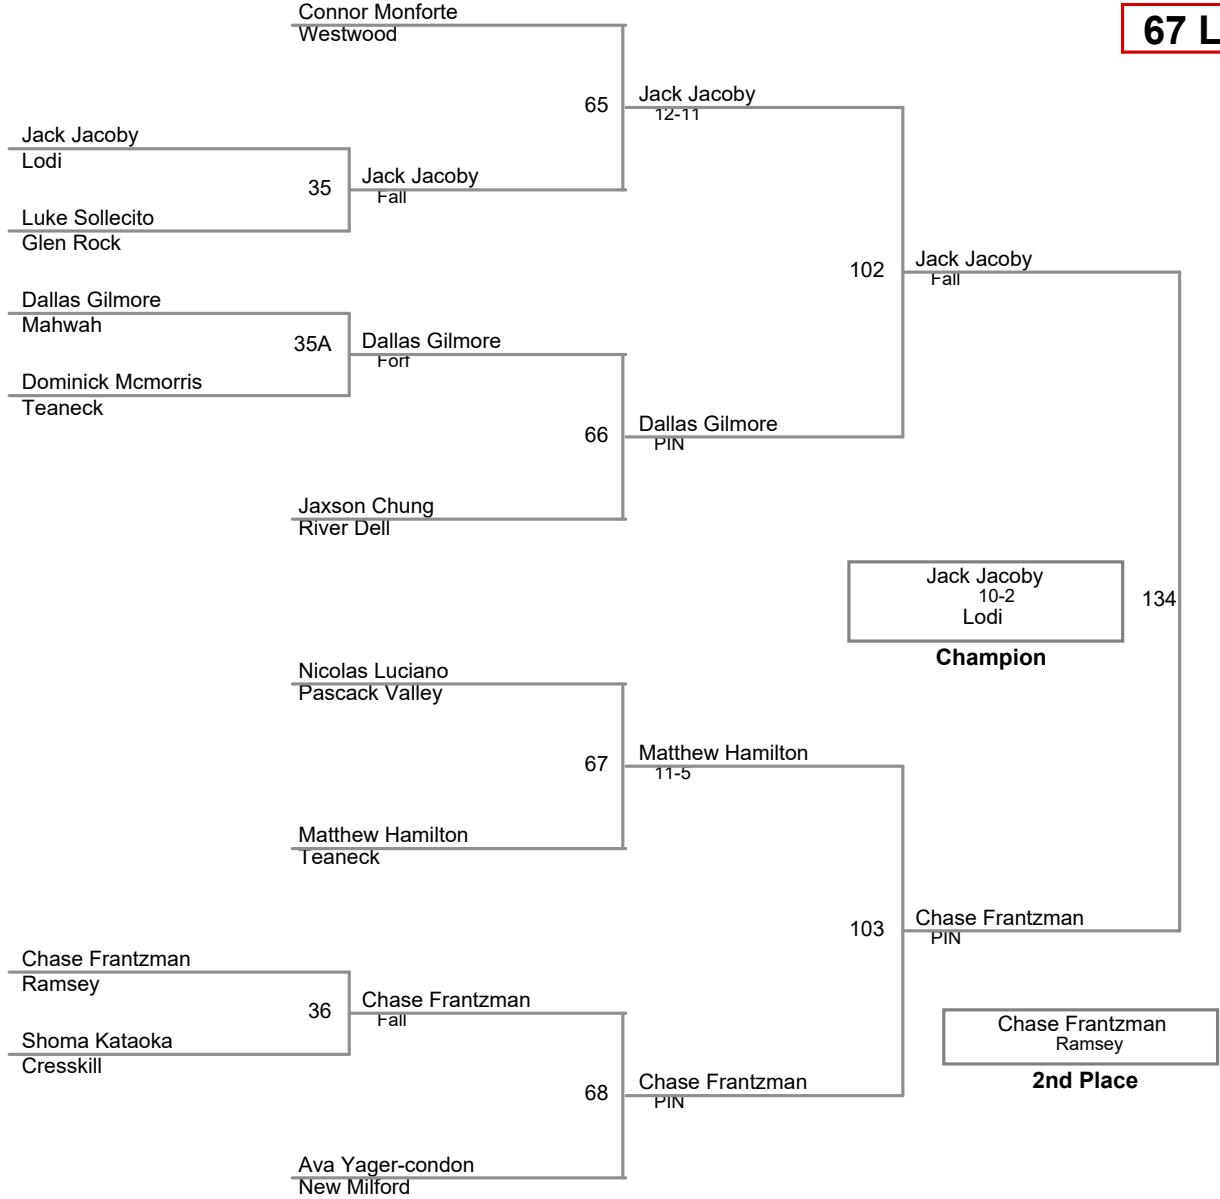 Connor Monforte
Westwood
67 L
65
Jack Jacoby
12-11
Jack Jacoby
Lodi
35
Jack Jacoby
Fall
Luke Sollecito
Glen Rock
102
Jack Jacoby
Fall
Dallas Gilmore
Mahwah
35A
Dallas Gilmore
Forf
Dominick Mcmorris
Teaneck
66
Dallas Gilmore
PIN
Jaxson Chung
River Dell
Jack Jacoby
10-2
Lodi
134
Champion
Nicolas Luciano
Pascack Valley
67
Matthew Hamilton
11-5
Matthew Hamilton
Teaneck
103
Chase Frantzman
PIN
Chase Frantzman
Ramsey
36
Chase Frantzman
Fall
Shoma Kataoka
Cresskill
Chase Frantzman
Ramsey
2nd Place
68
Chase Frantzman
PIN
Ava Yager-condon
New Milford